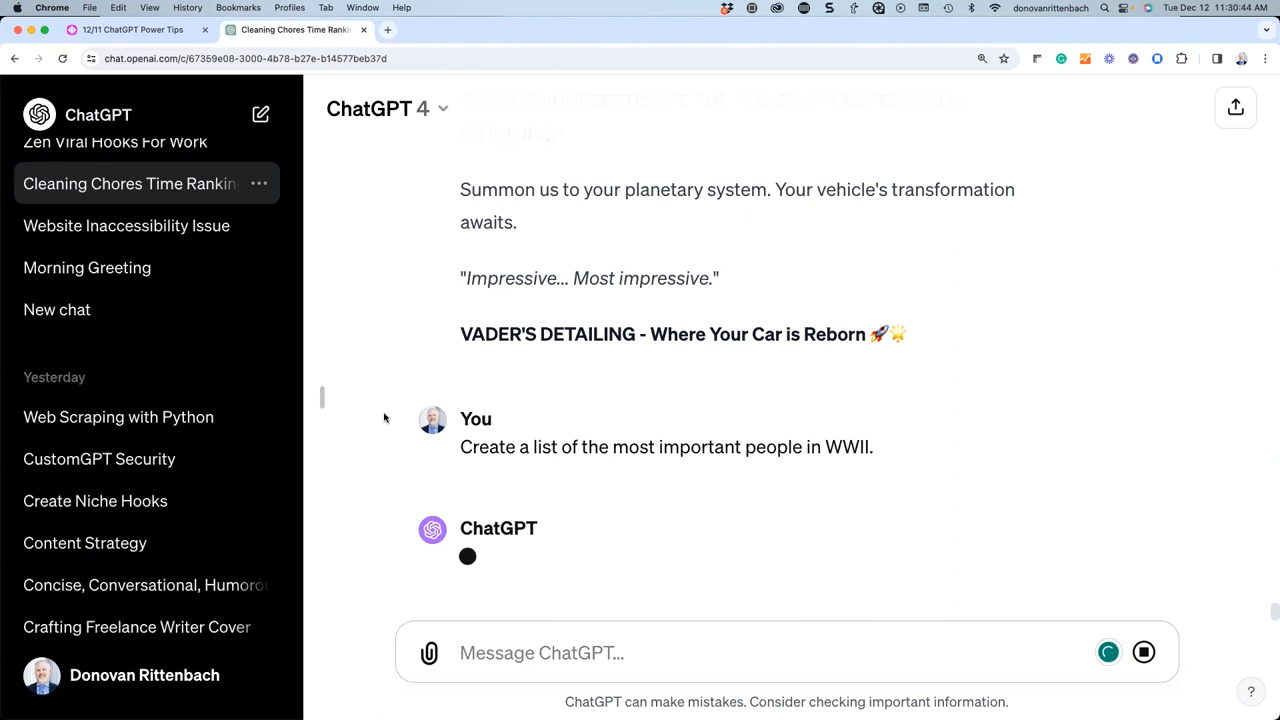 Chrome File Edit View History Bookmarks Profiles Tab Window Help
donovanrittenbach Tue Dec 12 11:30:44 AM
12/11 ChatGPT Power Tips
Cleaning Chores Time Ranki
chat.openai.com/c/67359e08-3000-4b78-b27e-b14577beb37d
ChatGPT
Zen Viral Hooks For Work
Cleaning Chores Time Rankin
Website Inaccessibility Issue
Morning Greeting
New chat
Yesterday
Web Scraping with Python
CustomGPT Security
Create Niche Hooks
Content Strategy
Concise, Conversational, Humoro
Crafting Freelance Writer Cover
Donovan Rittenbach
ChatGPT 4
Summon us to your planetary system. Your vehicle's transformation
awaits.
"Impressive... Most impressive."
VADER'S DETAILING - Where Your Car is Reborn 🚀🌟
You
Create a list of the most important people in WWII.
ChatGPT
Message ChatGPT...
ChatGPT can make mistakes. Consider checking important information.
?